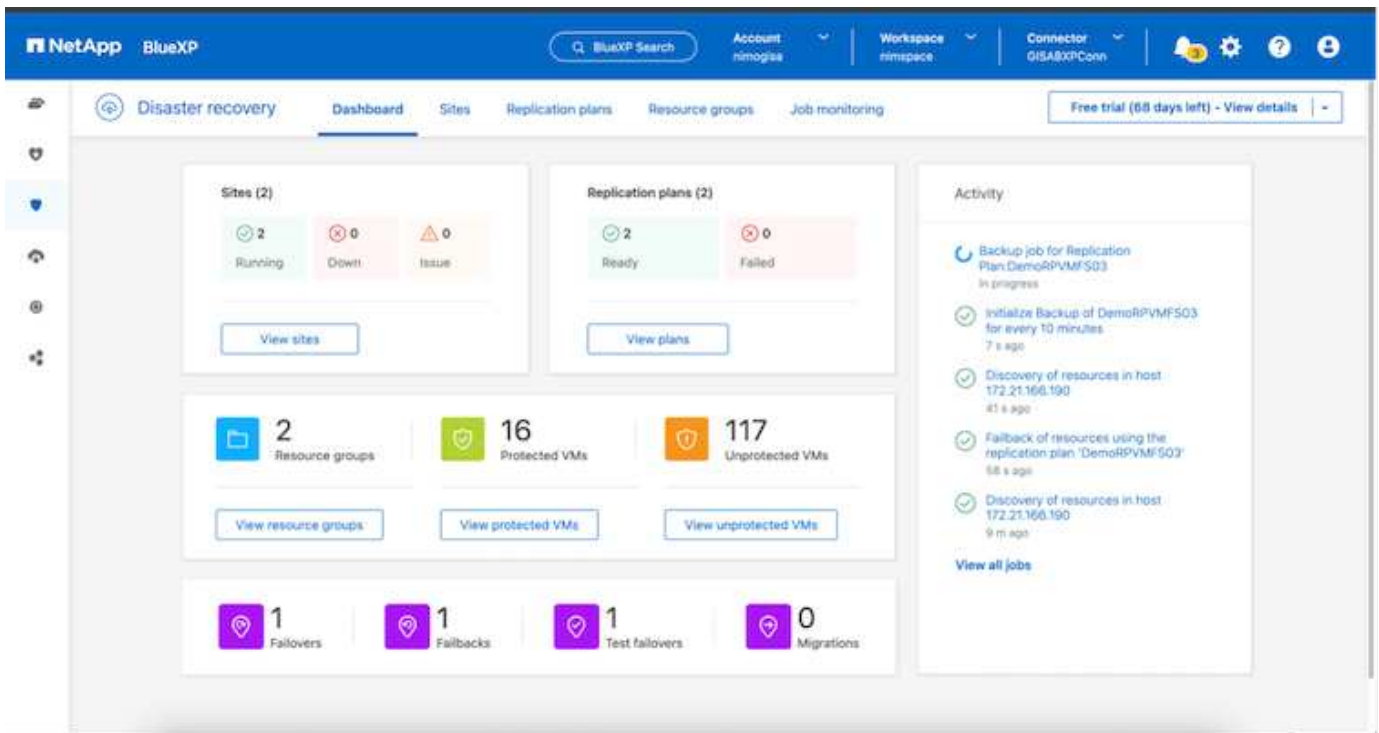 NetApp BlueXP
BlueXP Search
Account
nimogisa
Workspace
nimspace
Connector
GISABXPConn
3
Disaster recovery
Dashboard
Sites
Replication plans
Resource groups
Job monitoring
Free trial (68 days left) - View details
Sites (2)
2
Running
0
Down
0
Issue
View sites
Replication plans (2)
2
Ready
0
Failed
View plans
2
Resource groups
16
Protected VMs
117
Unprotected VMs
View resource groups
View protected VMs
View unprotected VMs
1
Failovers
1
Failbacks
1
Test failovers
0
Migrations
Activity
Backup job for Replication
Plan:DemoRPVMFS03
In progress
Initialize Backup of DemoRPVMFS03
for every 10 minutes
7 s ago
Discovery of resources in host
172.21.166.190
41 s ago
Failback of resources using the
replication plan 'DemoRPVMFS03'
58 s ago
Discovery of resources in host
172.21.166.190
9 m ago
View all jobs